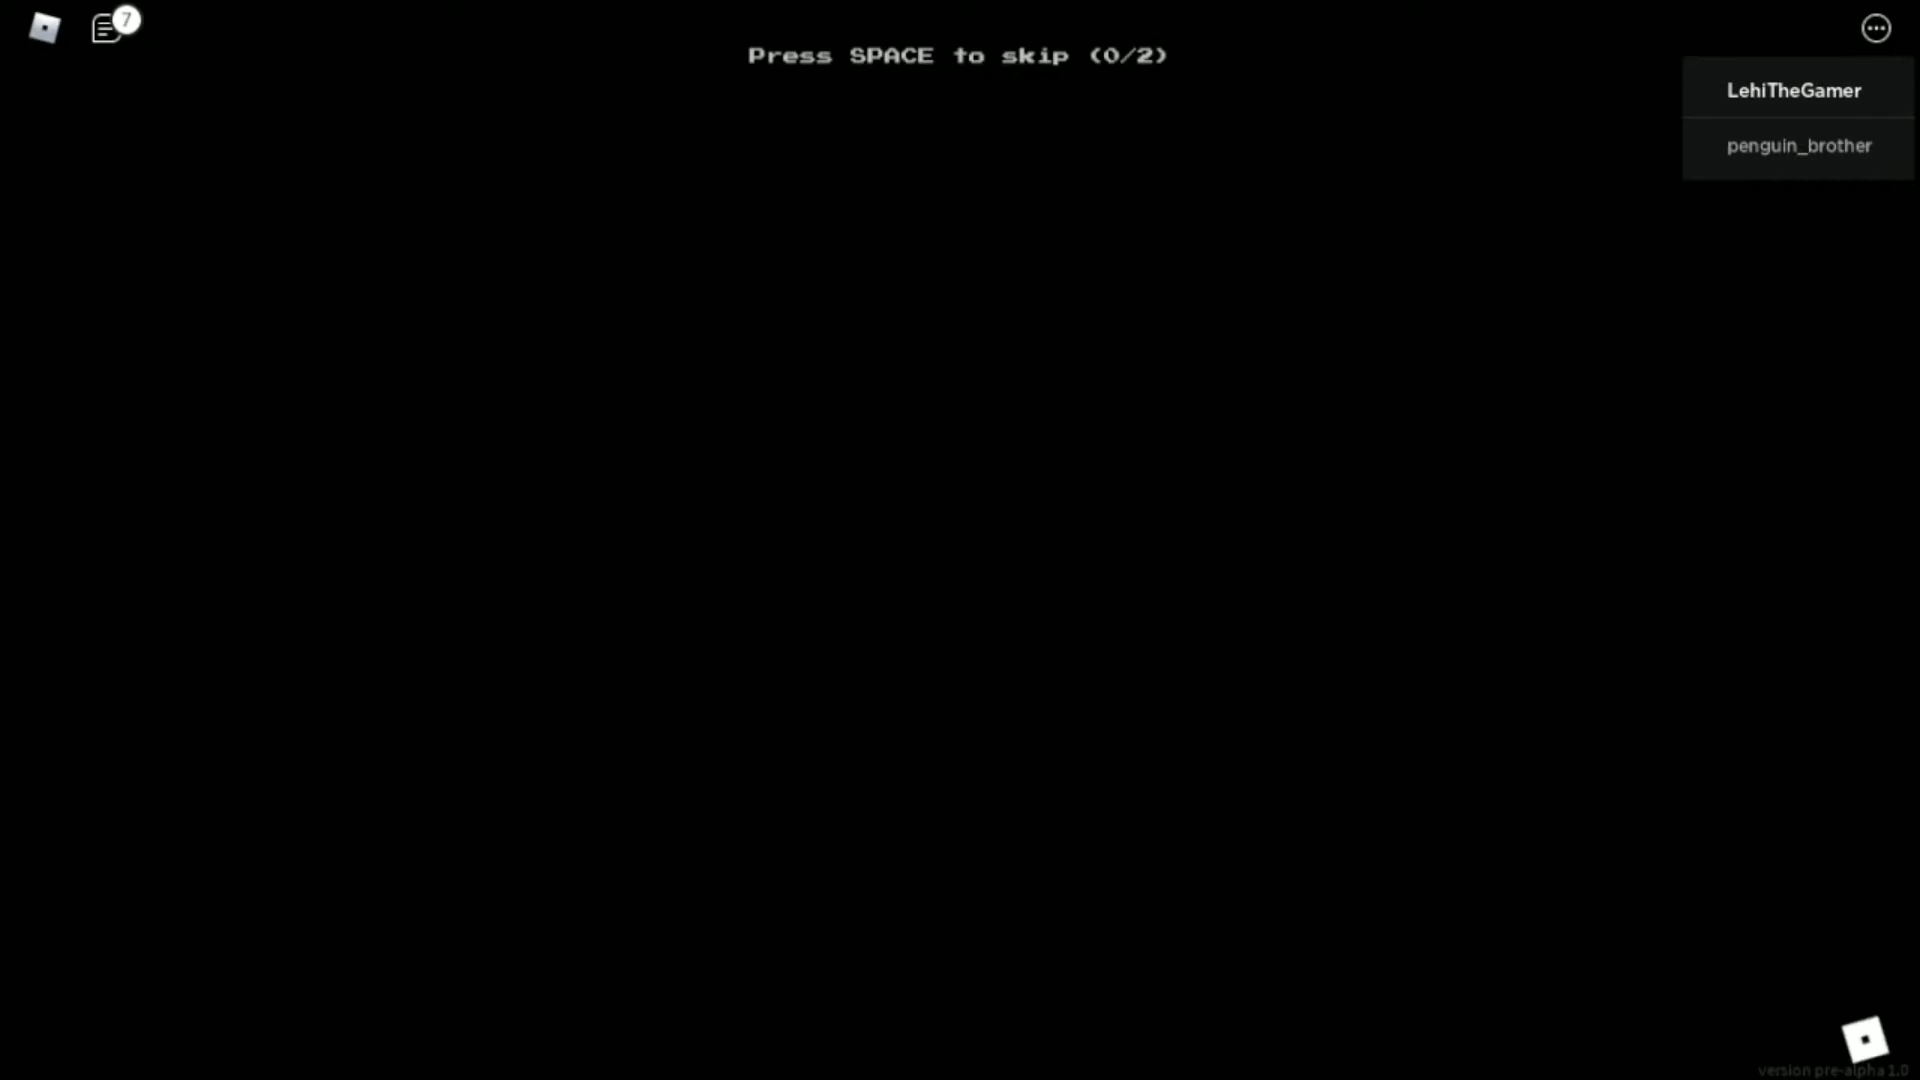 7
Press SPACE to skip (0/2)
LehiTheGamer
penguin_brother
version pre-alpha 1.0